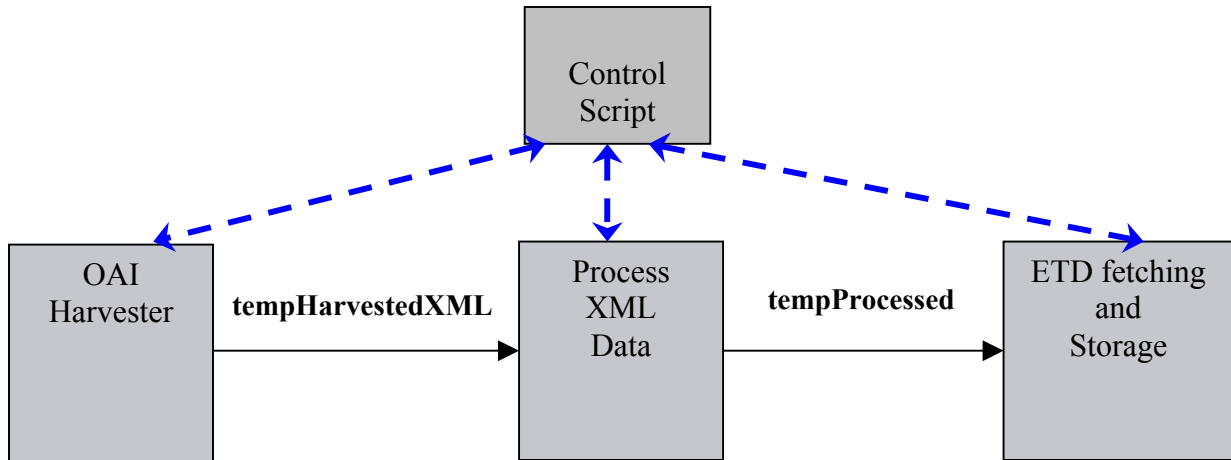 Control
Script
OAI
Harvester
tempHarvestedXML
Process
XML
Data
tempProcessed
ETD fetching
and
Storage